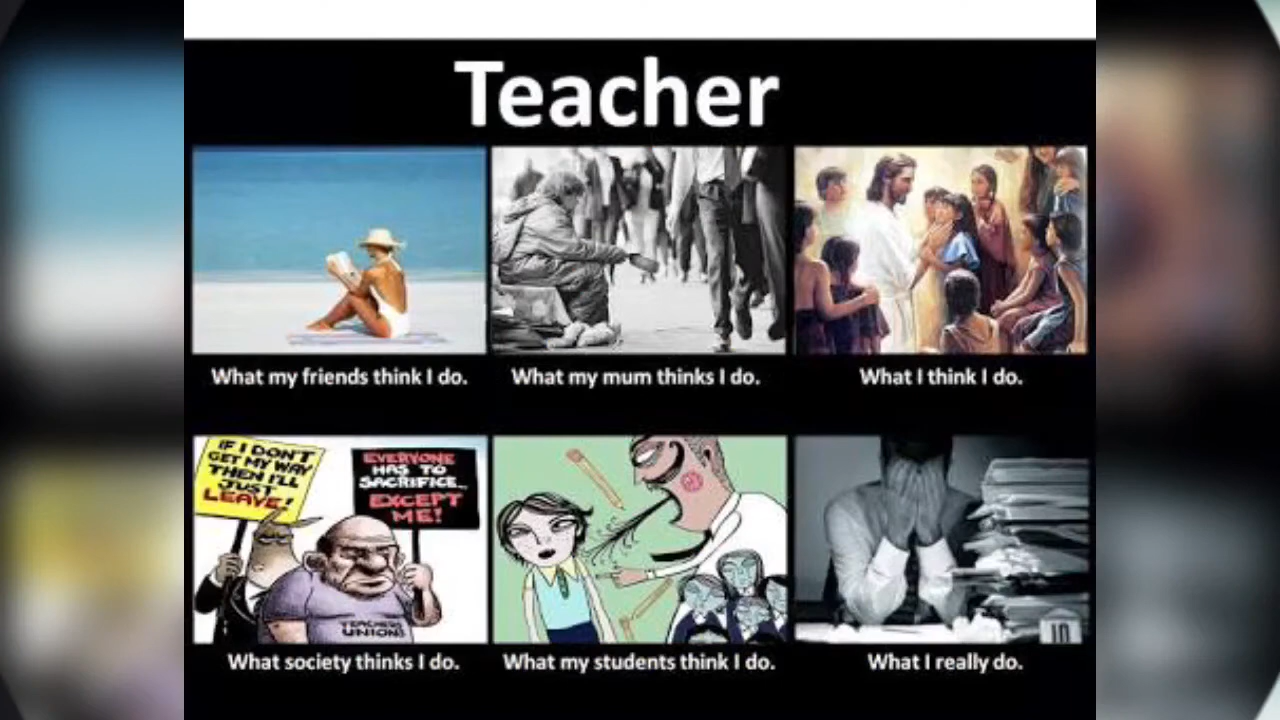 Teacher
What my friends think I do.
What my mum thinks I do.
What I think I do.
IF I DON'T
GET MY WAY
THEN I'LL
JUST
LEAVE!
EVERYONE
HAS TO
SACRIFICE...
EXCEPT
ME!
TEACHERS
UNIONS
IN
What society thinks I do.
What my students think I do.
What I really do.